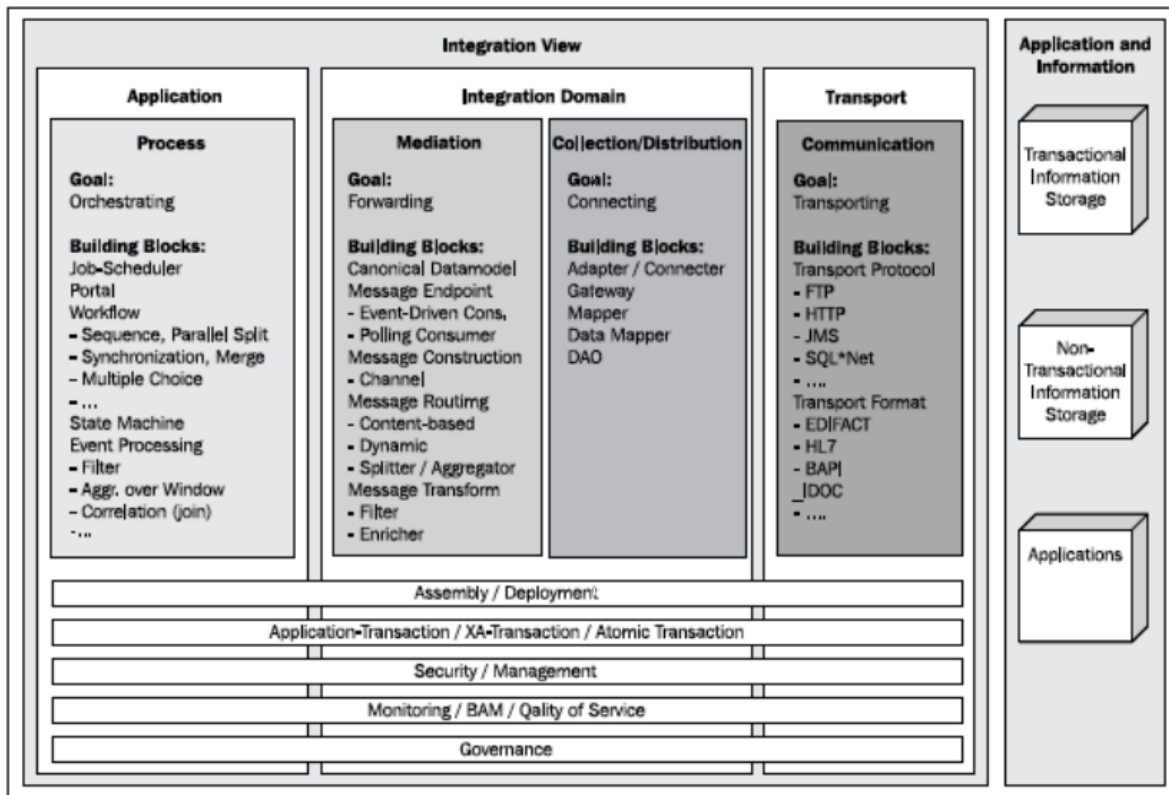 Integration View
Application
Process
Goal:
Orchestrating
Building Blocks:
Job-Scheduler
Portal
Workflow
- Sequence, Parallel Split
- Synchronization, Merge
- Multiple Choice
- ...
State Machine
Event Processing
- Filter
- Aggr. over Window
- Correlation (join)
- ...
Integration Domain
Mediation
Goal:
Forwarding
Building Blocks:
Canonical Datamodel
Message Endpoint
- Event-Driven Cons.
- Polling Consumer
Message Construction
- Channel
Message Routimg
- Content-based
- Dynamic
- Splitter / Aggregator
Message Transform
- Filter
- Enricher
Collection/Distribution
Goal:
Connecting
Building Blocks:
Adapter / Connecter
Gateway
Mapper
Data Mapper
DAO
Transport
Communication
Goal:
Transporting
Building Blocks:
Transport Protocol
- FTP
- HTTP
- JMS
- SQL*Net
- ....
Transport Format
- EDIFACT
- HL7
- BAPI
_IDOC
- ....
Assembly / Deployment
Application-Transaction / XA-Transaction / Atomic Transaction
Security / Management
Monitoring / BAM / Qality of Service
Governance
Application and
Information
Transactional
Information
Storage
Non-
Transactional
Information
Storage
Applications